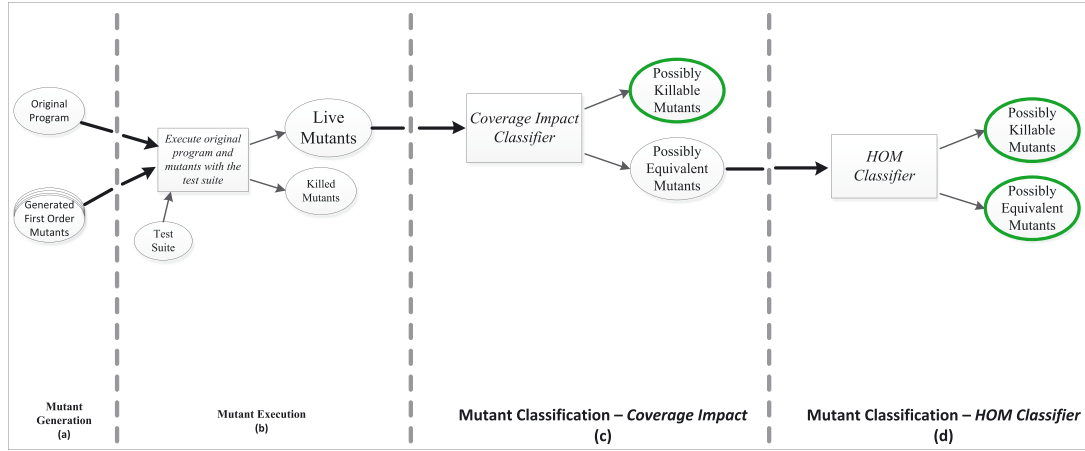 Original
Program
Generated
First Order
Mutants
Mutant
Generation
(a)
Execute original
program and
mutants with the
test suite
Test
Suite
Live
Mutants
Killed
Mutants
Mutant Execution
(b)
Coverage Impact
Classifier
Possibly
Killable
Mutants
Possibly
Equivalent
Mutants
Mutant Classification – Coverage Impact
(c)
HOM
Classifier
Possibly
Killable
Mutants
Possibly
Equivalent
Mutants
Mutant Classification – HOM Classifier
(d)